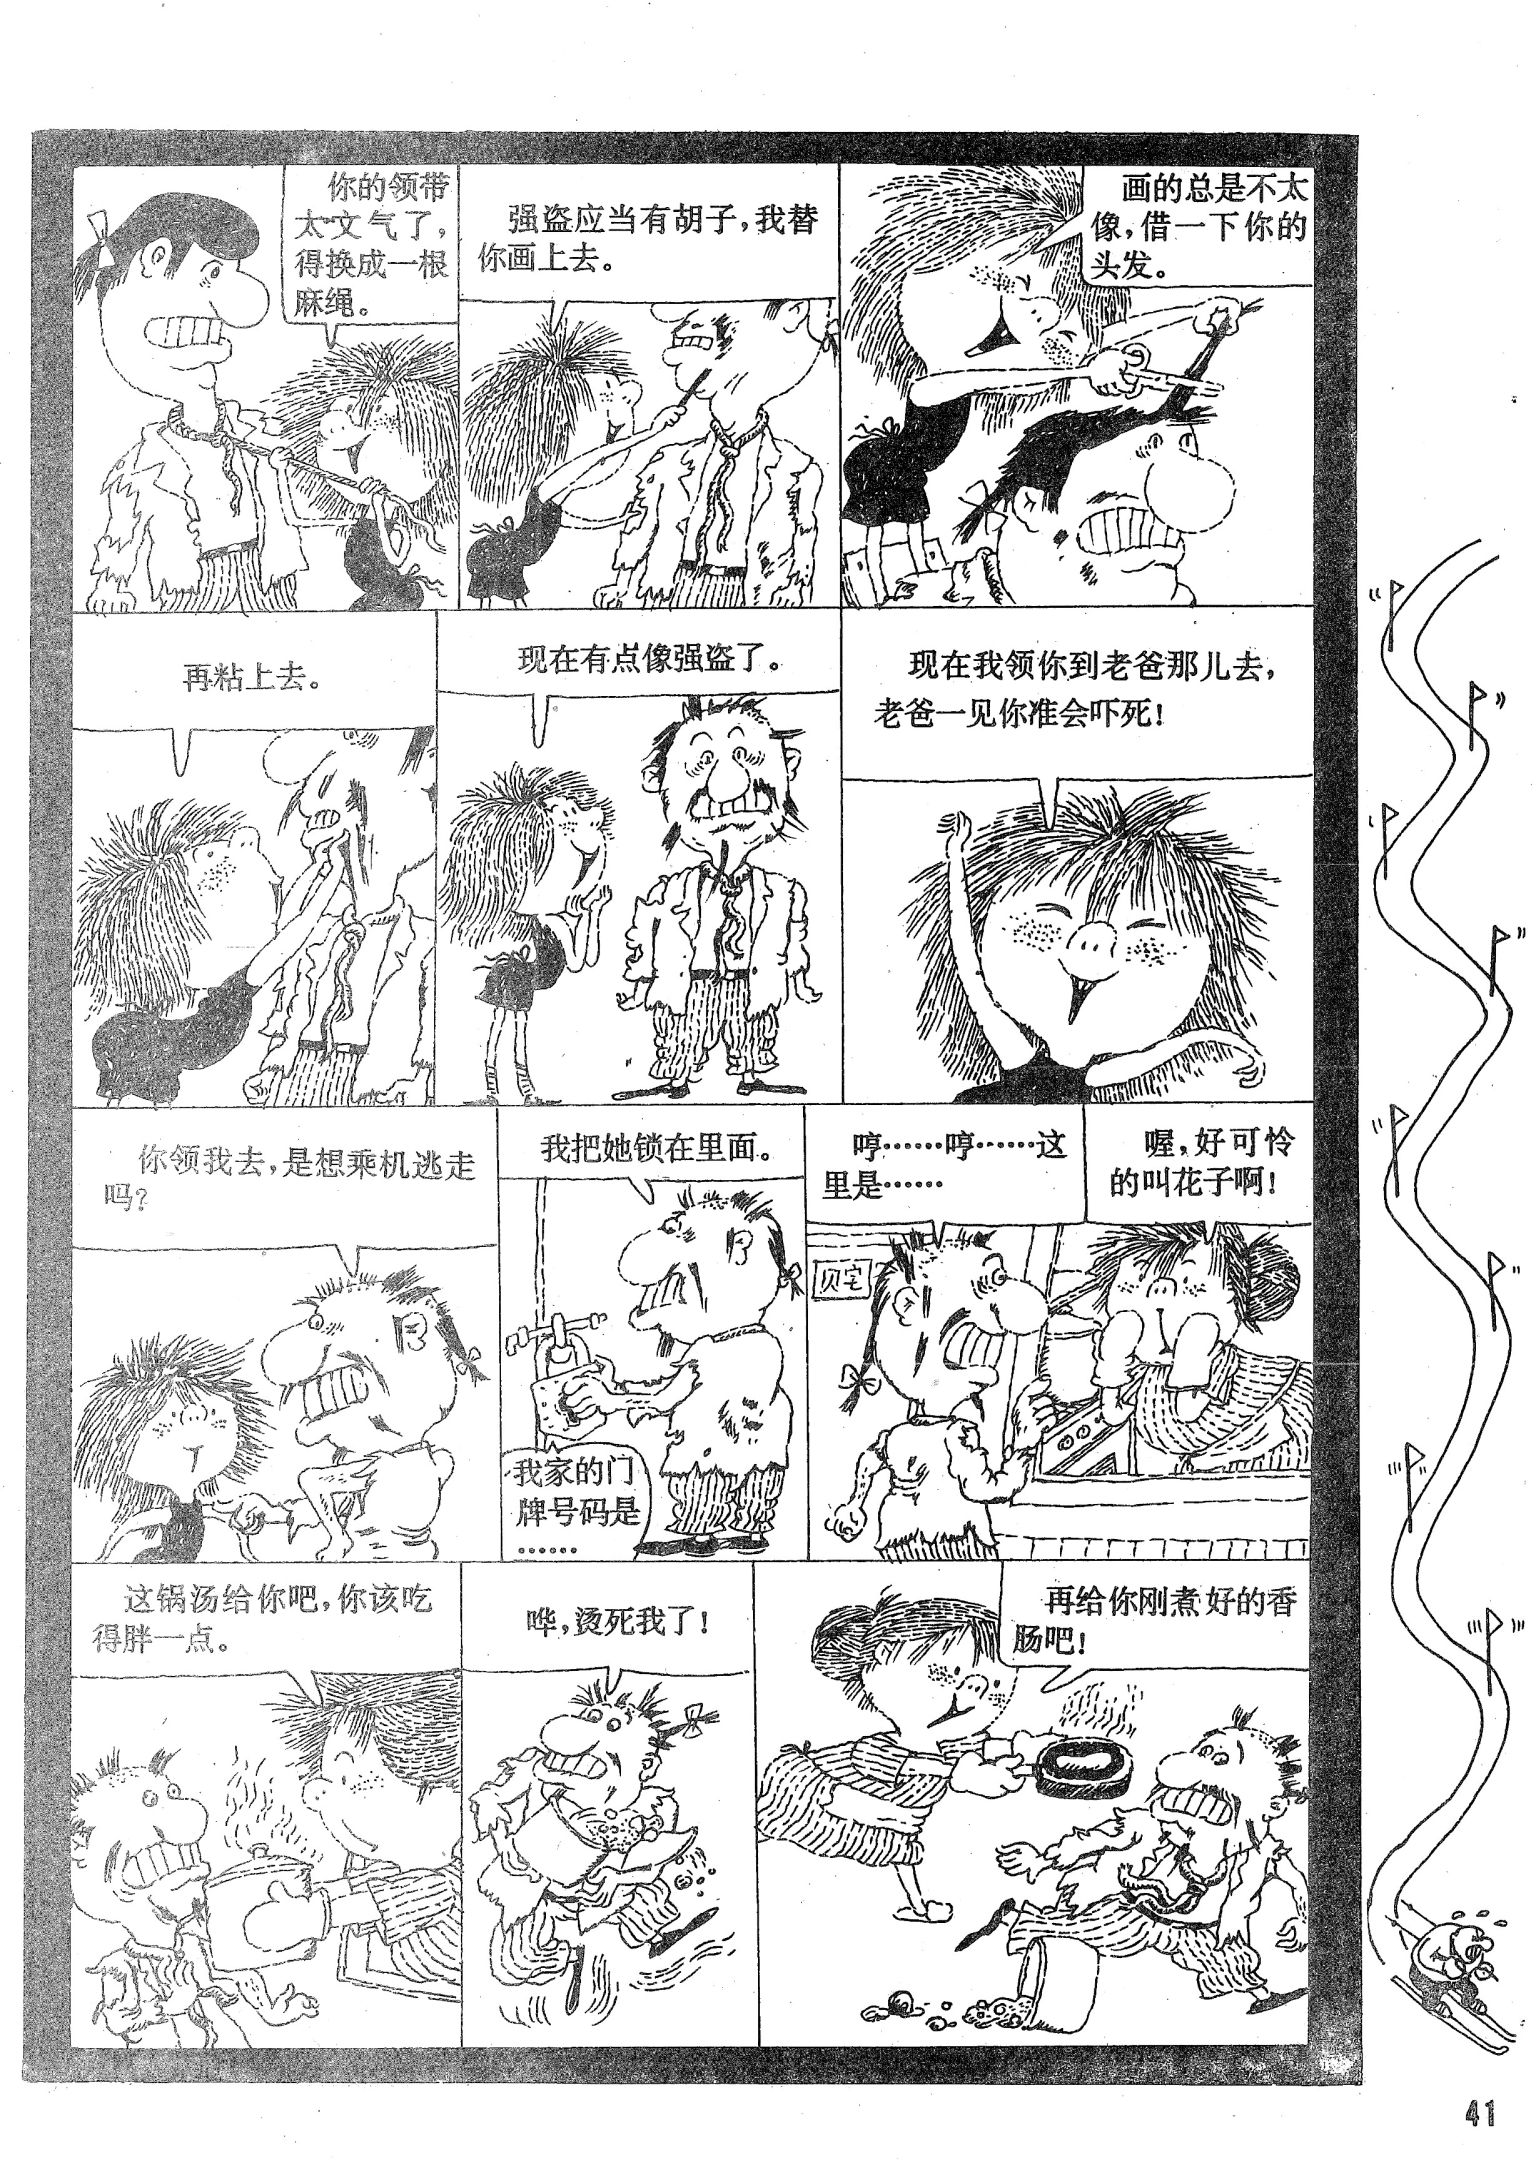 你的领带
太文气了，
得换成一根
麻绳。
强盗应当有胡子，我替
你画上去。
画的总是不太
像，借一下你的
头发。
再粘上去。
现在有点像强盗了。
现在我领你到老爸那儿去，
老爸一见你准会吓死！
你领我去，是想乘机逃走
吗？
我把她锁在里面。
我家的门
牌号码是
……
哼……哼……这
里是……
贝宅
喔，好可怜
的叫花子啊！
这锅汤给你吧，你该吃
得胖一点。
哗，烫死我了！
再给你刚煮好的香
肠吧！
41